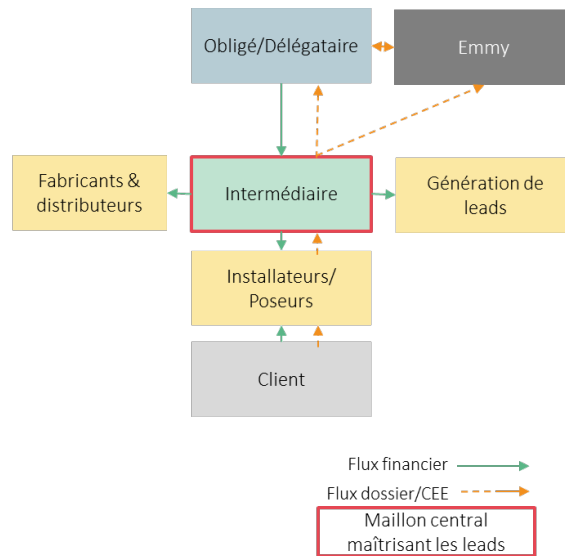 Obligé/Délégataire
Emmy
Fabricants &
distributeurs
Intermédiaire
Génération de
leads
Installateurs/
Poseurs
Client
Flux financier
Flux dossier/CEE
Maillon central
maîtrisant les leads